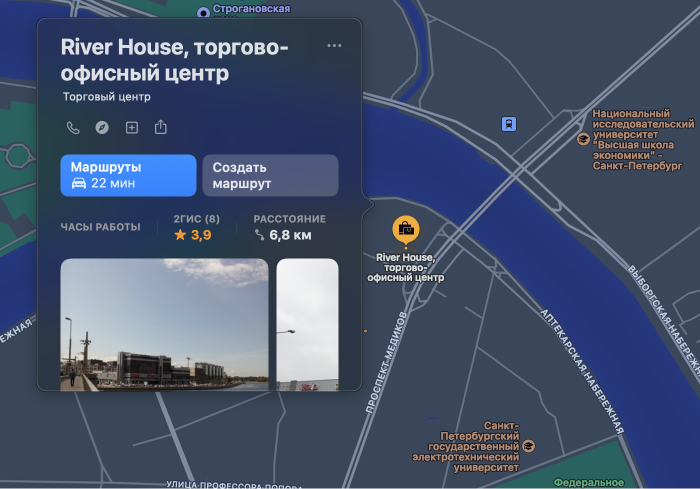 Строгановская
River House, торгово-
офисный центр
Торговый центр
Маршруты
22 мин
Создать
маршрут
ЧАСЫ РАБОТЫ
2ГИС (8)
3,9
РАССТОЯНИЕ
6,8 км
Национальный
исследовательский
университет
"Высшая школа
экономики" -
Санкт-Петербург
River House,
торгово-
офисный центр
ВЫБОРГСКАЯ НАБЕРЕЖ
АПТЕКАРСКАЯ НАБЕРЕЖНАЯ
ПРОСПЕКТ МЕДИКОВ
ЕЖНАЯ
Санкт-
Петербургский
государственный
электротехнический
университет
УЛИЦА ПРОФЕССОРА ПОПОВА
Федеральное